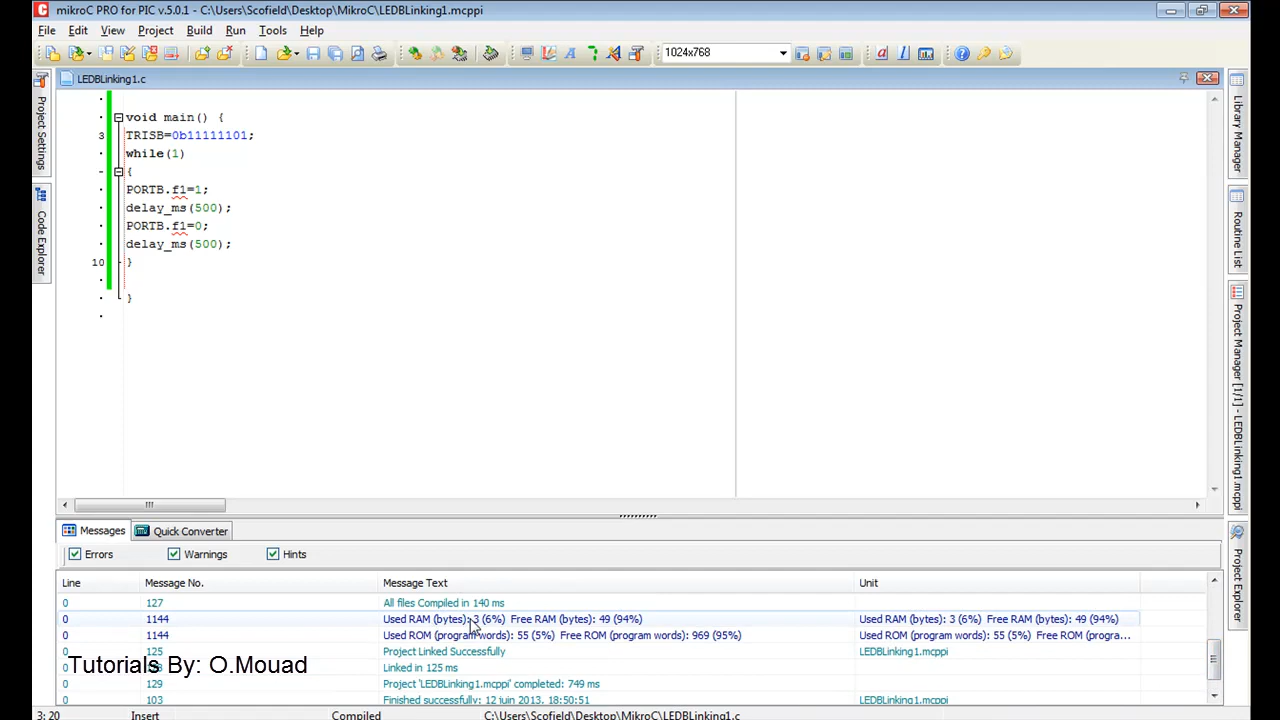 mikroC PRO for PIC v.5.0.1 - C:\Users\Scofield\Desktop\MikroC\LEDBLinking1.mcppi
File Edit View Project Build Run Tools Help
1024x768
LEDBLinking1.c
void main() {
3 TRISB=0b11111101;
while(1)
{
PORTB.f1=1;
delay_ms(500);
PORTB.f1=0;
delay_ms(500);
10 }
}
Project Settings
Code Explorer
Library Manager
Routine List
Project Manager [1/1] - LEDBLinking1.mcppi
Project Explorer
Messages Quick Converter
Errors Warnings Hints
Line Message No. Message Text Unit
0 127 All files Compiled in 140 ms
0 1144 Used RAM (bytes): 3 (6%) Free RAM (bytes): 49 (94%) Used RAM (bytes): 3 (6%) Free RAM (bytes): 49 (94%)
0 1144 Used ROM (program words): 55 (5%) Free ROM (program words): 969 (95%) Used ROM (program words): 55 (5%) Free ROM (progra...
0 125 Project Linked Successfully LEDBLinking1.mcppi
Tutorials By: O.Mouad
Linked in 125 ms
0 129 Project 'LEDBLinking1.mcppi' completed: 749 ms
0 103 Finished successfully: 12 juin 2013, 18:50:51 LEDBLinking1.mcppi
3: 20 Insert Compiled C:\Users\Scofield\Desktop\MikroC\LEDBLinking1.c